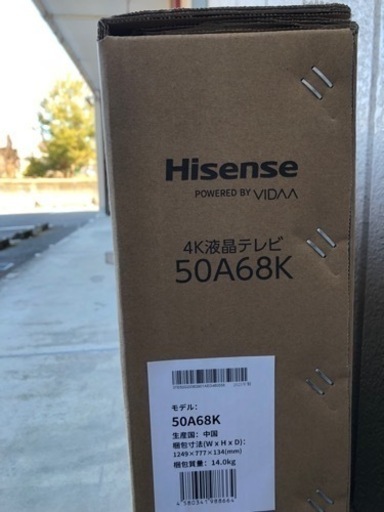 Hisense
POWERED BY VIDAA
4K液晶テレビ
50A68K
モデル:
50A68K
生産国: 中国
梱包寸法(W x H x D):
1249×777×134(mm)
梱包質量: 14.0kg
4580341988664